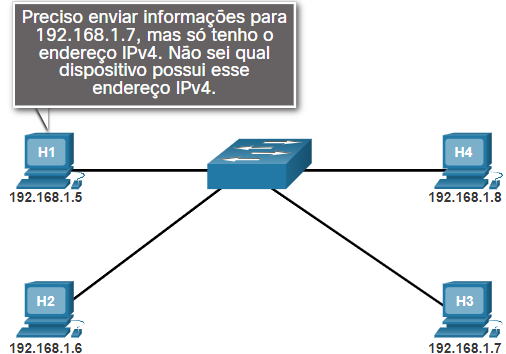 Preciso enviar informações para
192.168.1.7, mas só tenho o
endereço IPv4. Não sei qual
dispositivo possui esse
endereço IPv4.
H1
192.168.1.5
H4
192.168.1.8
H2
192.168.1.6
H3
192.168.1.7